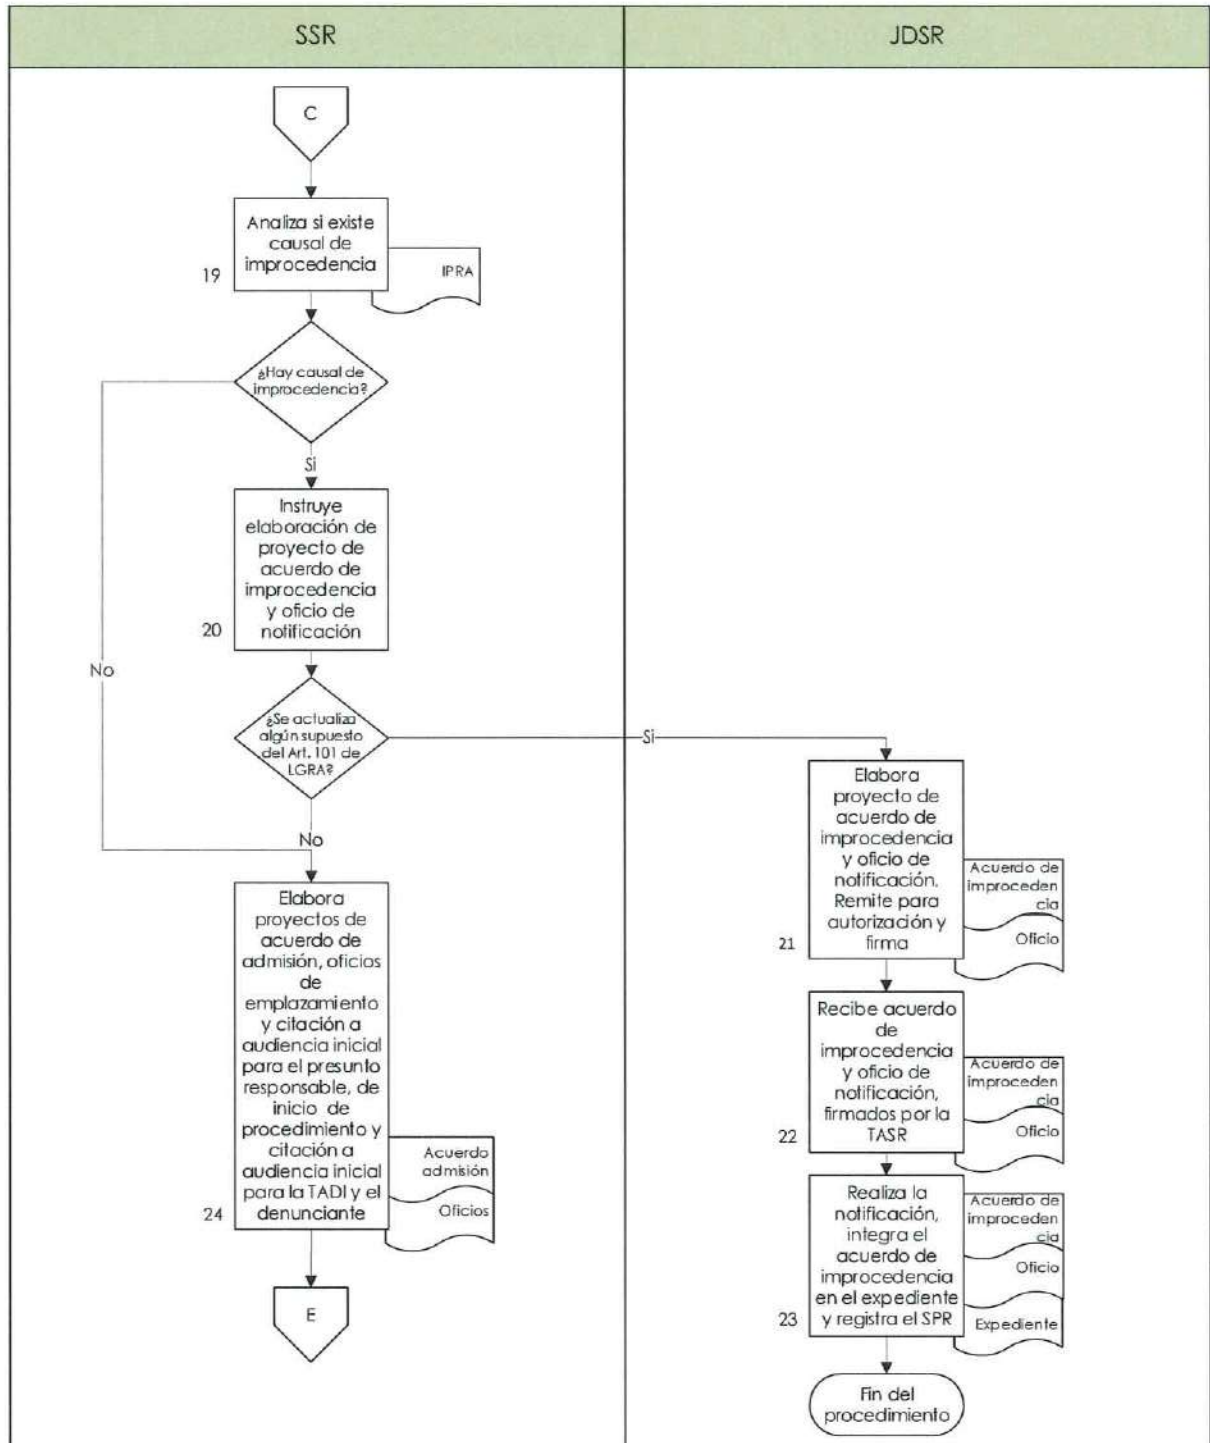 SSR
JDSR
C
Analiza si existe
causal de
improcedencia
19
IPRA
¿Hay causal de
improcedencia?
Si
Instruye
elaboración de
proyecto de
acuerdo de
improcedencia
y oficio de
notificación
20
No
¿Se actualiza
algún supuesto
del Art. 101 de
LGRA?
Si
No
Elabora
proyectos de
acuerdo de
admisión, oficios
de
emplazamiento
y citación a
audiencia inicial
para el presunto
responsable, de
inicio de
procedimiento y
citación a
audiencia inicial
para la TADI y el
denunciante
24
Acuerdo
admisión
Oficios
E
Elabora
proyecto de
acuerdo de
improcedencia
y oficio de
notificación.
Remite para
autorización y
firma
21
Acuerdo de
improceden
cia
Oficio
Recibe acuerdo
de
improcedencia
y oficio de
notificación,
firmados por la
TASR
22
Acuerdo de
improceden
cia
Oficio
Realiza la
notificación,
integra el
acuerdo de
improcedencia
en el expediente
y registra el SPR
23
Acuerdo de
improceden
cia
Oficio
Expediente
Fin del
procedimiento